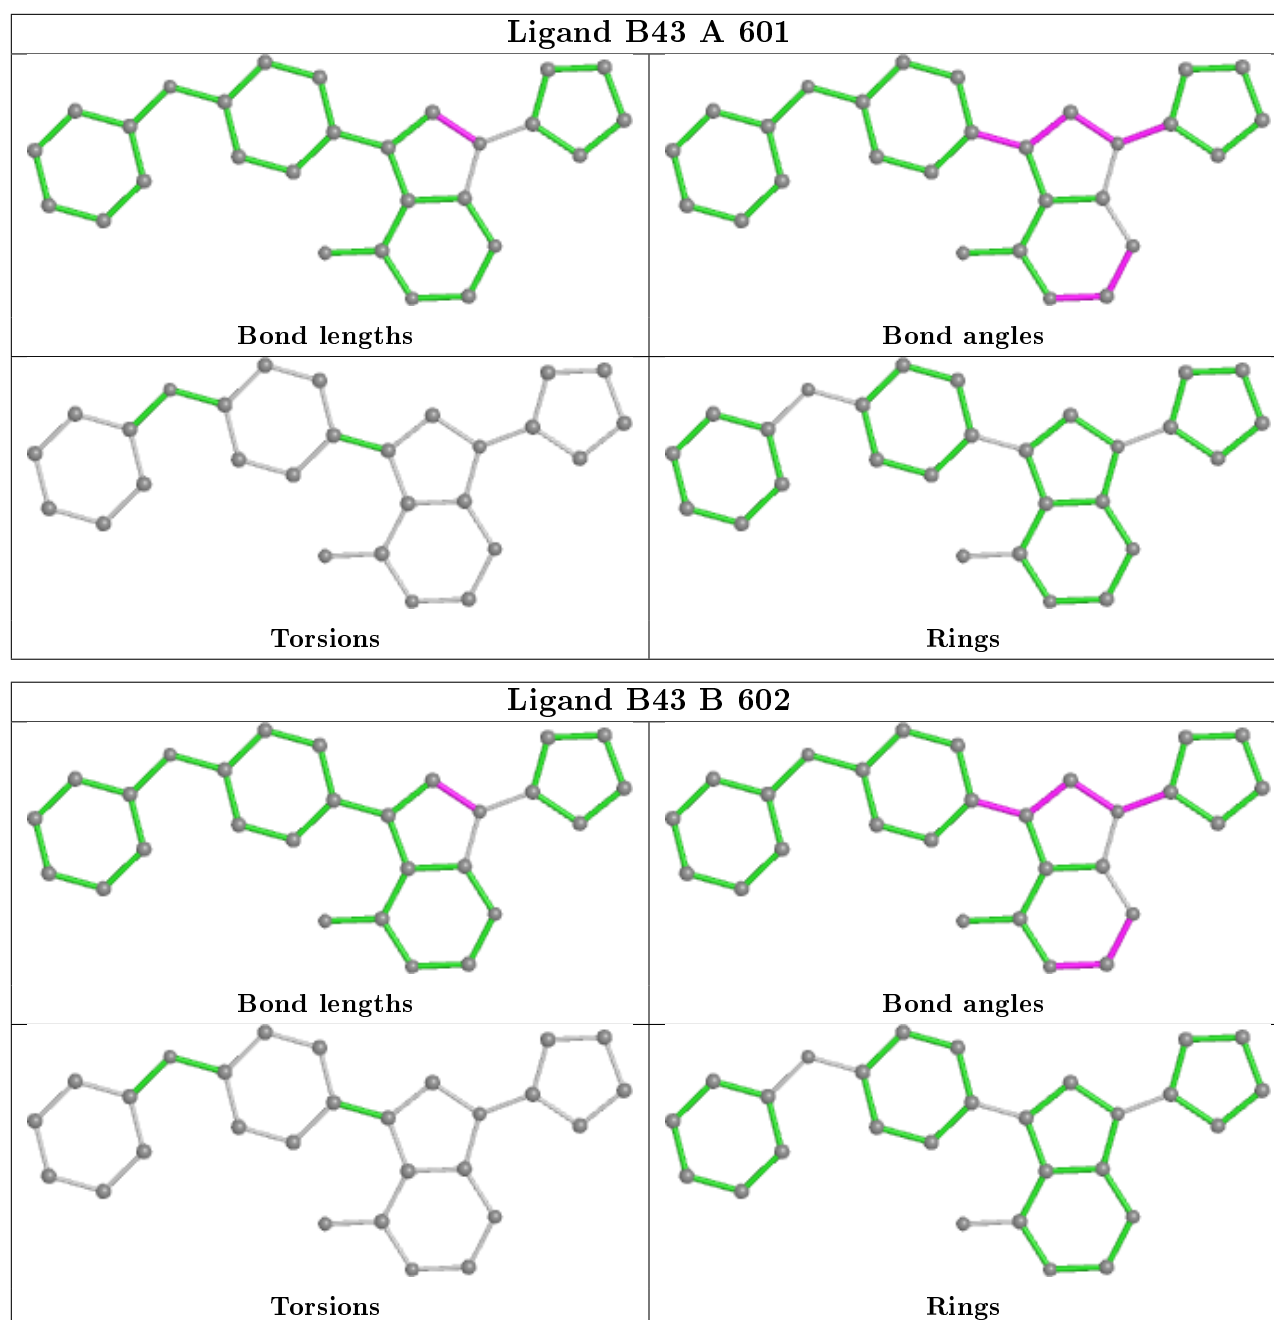 Ligand B43 A 601
Bond lengths
Bond angles
Torsions
Rings
Ligand B43 B 602
Bond lengths
Bond angles
Torsions
Rings